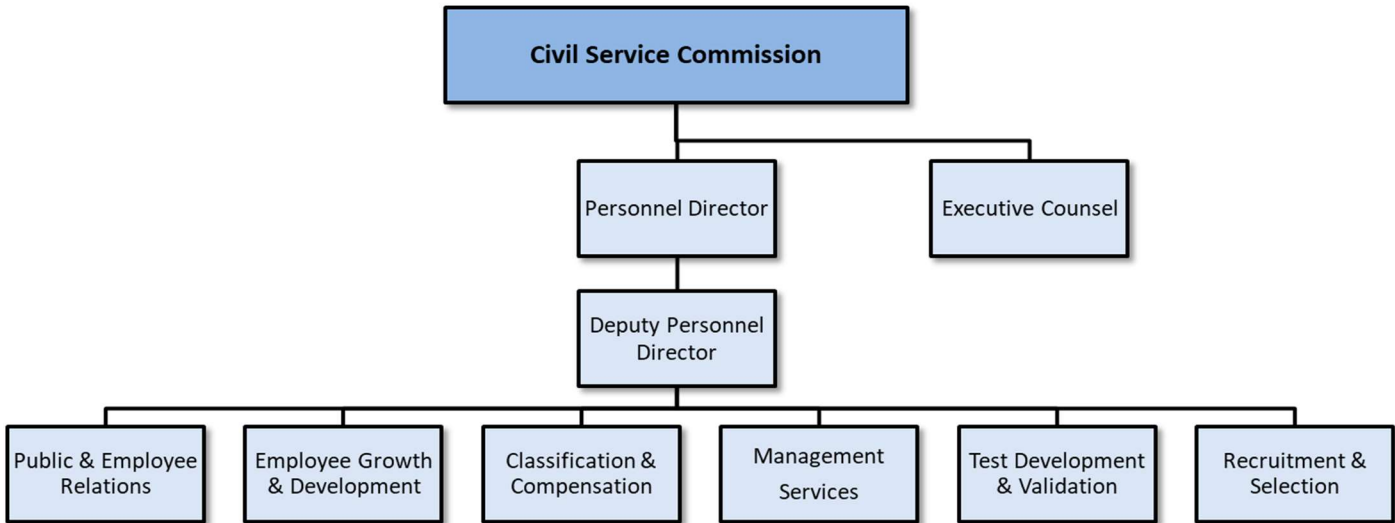 Civil Service Commission
Personnel Director
Executive Counsel
Deputy Personnel
Director
Public & Employee
Relations
Employee Growth
& Development
Classification &
Compensation
Management
Services
Test Development
& Validation
Recruitment &
Selection